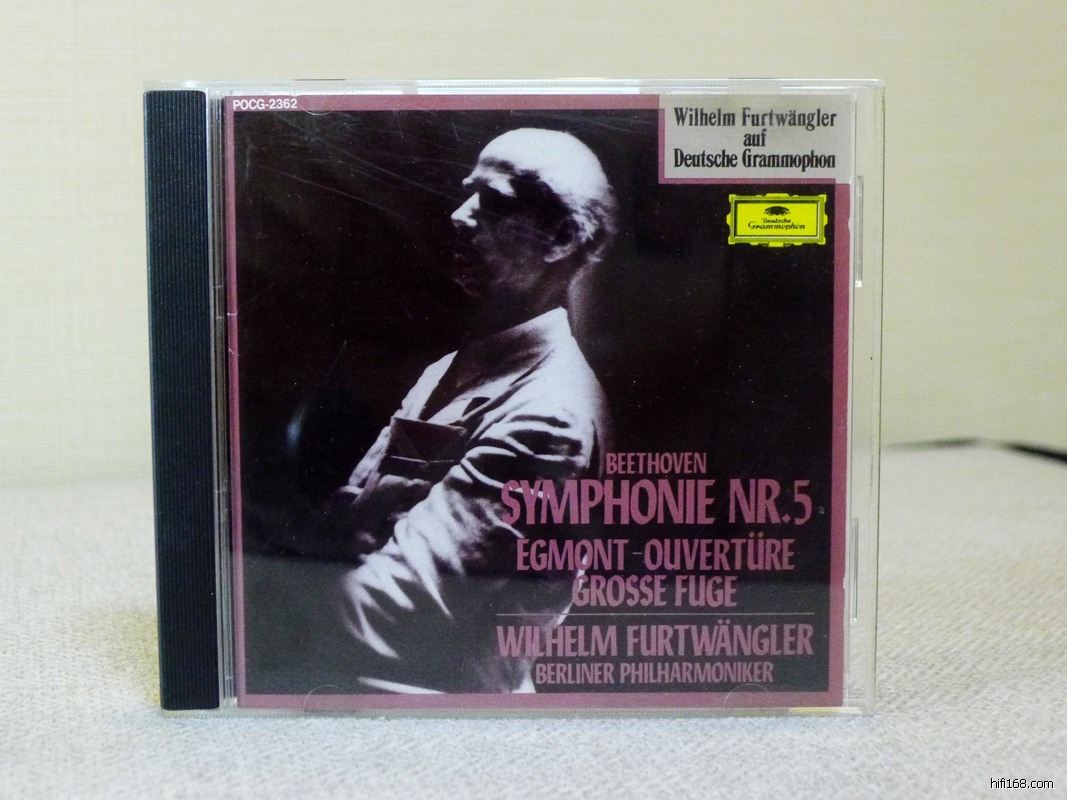 POCG-2362
Wilhelm Furtwängler
auf
Deutsche Grammophon
Deutsche
Grammophon
BEETHOVEN
SYMPHONIE NR.5
EGMONT-OUVERTÜRE
GROSSE FUGE
WILHELM FURTWÄNGLER
BERLINER PHILHARMONIKER
hifi168.com